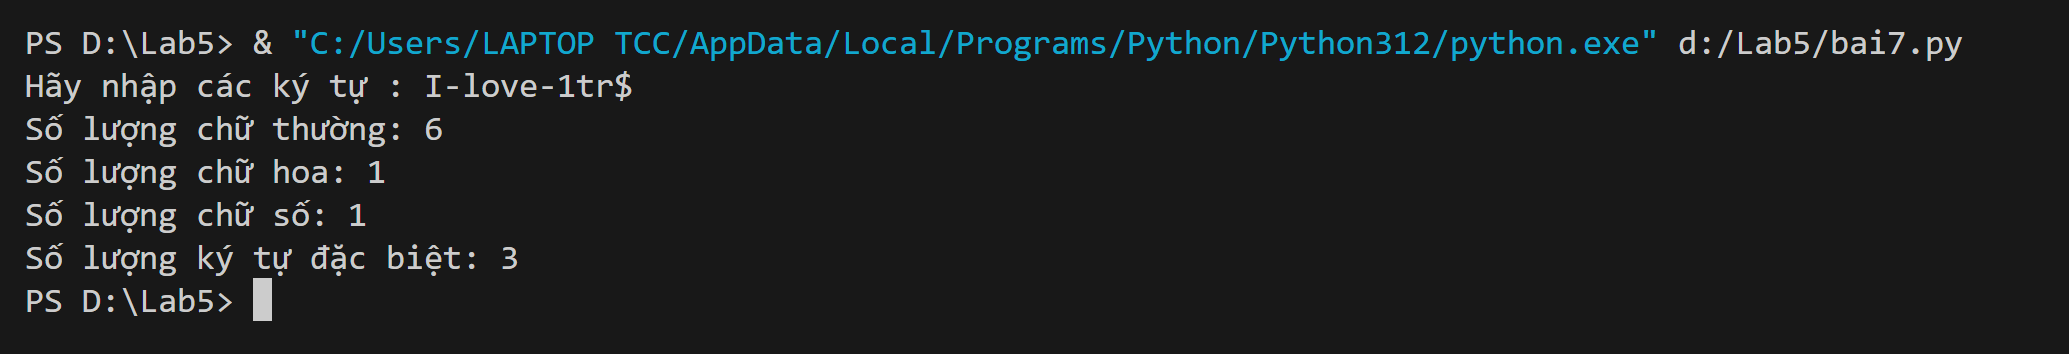 PS D:\Lab5> & "C:/Users/LAPTOP TCC/AppData/Local/Programs/Python/Python312/python.exe" d:/Lab5/bai7.py
Hãy nhập các ký tự : I-love-1tr$
Số lượng chữ thường: 6
Số lượng chữ hoa: 1
Số lượng chữ số: 1
Số lượng ký tự đặc biệt: 3
PS D:\Lab5>